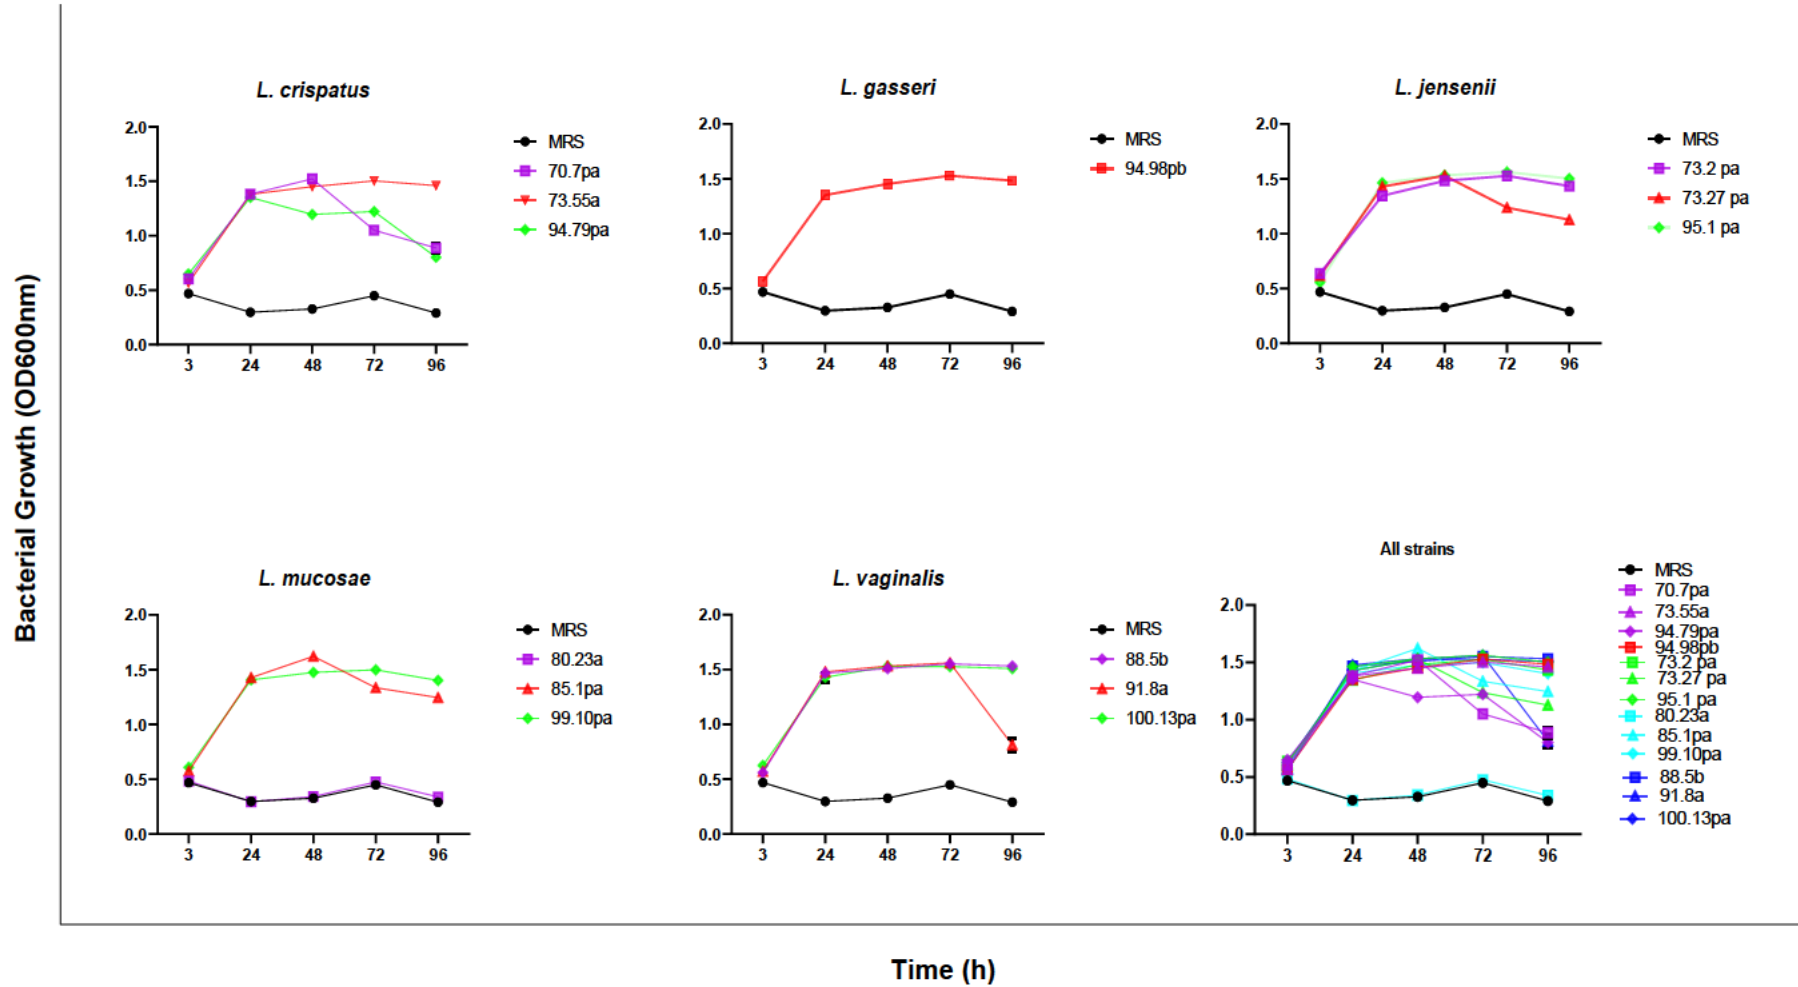 Bacterial Growth (OD600nm)
L. crispatus
2.0
1.5
1.0
0.5
0.0
3 24 48 72 96
MRS
70.7pa
73.55a
94.79pa
L. gasseri
2.0
1.5
1.0
0.5
0.0
3 24 48 72 96
MRS
94.98pb
L. jensenii
2.0
1.5
1.0
0.5
0.0
3 24 48 72 96
MRS
73.2 pa
73.27 pa
95.1 pa
L. mucosae
2.0
1.5
1.0
0.5
0.0
3 24 48 72 96
MRS
80.23a
85.1pa
99.10pa
L. vaginalis
2.0
1.5
1.0
0.5
0.0
3 24 48 72 96
MRS
88.5b
91.8a
100.13pa
All strains
2.0
1.5
1.0
0.5
0.0
3 24 48 72 96
MRS
70.7pa
73.55a
94.79pa
94.98pb
73.2 pa
73.27 pa
95.1 pa
80.23a
85.1pa
99.10pa
88.5b
91.8a
100.13pa
Time (h)